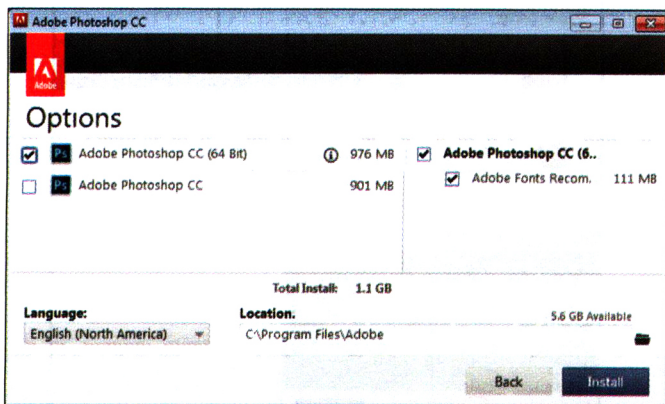 Adobe Photoshop CC
Adobe
Options
Ps Adobe Photoshop CC (64 Bit) 976 MB
Ps Adobe Photoshop CC 901 MB
Adobe Photoshop CC (6..
Adobe Fonts Recom. 111 MB
Total Install: 1.1 GB
Language:
English (North America)
Location.
5.6 GB Available
C:\Program Files\Adobe
Back
Install